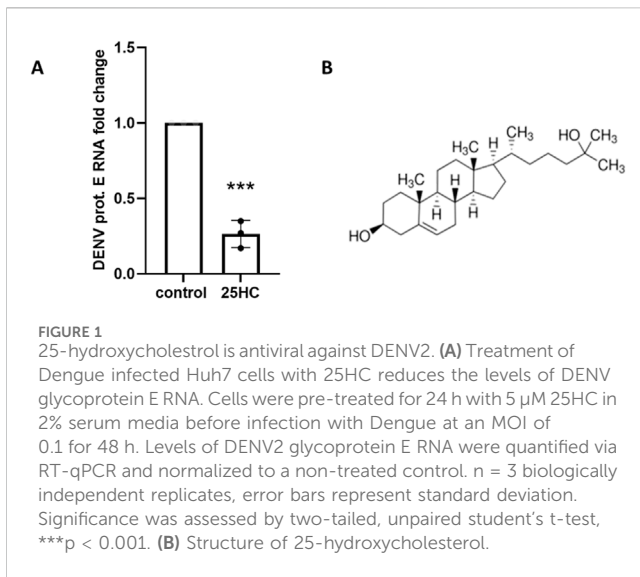 A
B
1.5
1.0
0.5
0.0
DENV prot. E RNA fold change
***
control 25HC
CH₃
H₃C
H
HO
CH₃
CH₃
H₃C
H
H
H
HO
FIGURE 1
25-hydroxycholestrol is antiviral against DENV2. (A) Treatment of
Dengue infected Huh7 cells with 25HC reduces the levels of DENV
glycoprotein E RNA. Cells were pre-treated for 24 h with 5 μM 25HC in
2% serum media before infection with Dengue at an MOI of
0.1 for 48 h. Levels of DENV2 glycoprotein E RNA were quantified via
RT-qPCR and normalized to a non-treated control. n = 3 biologically
independent replicates, error bars represent standard deviation.
Significance was assessed by two-tailed, unpaired student's t-test,
***p < 0.001. (B) Structure of 25-hydroxycholesterol.